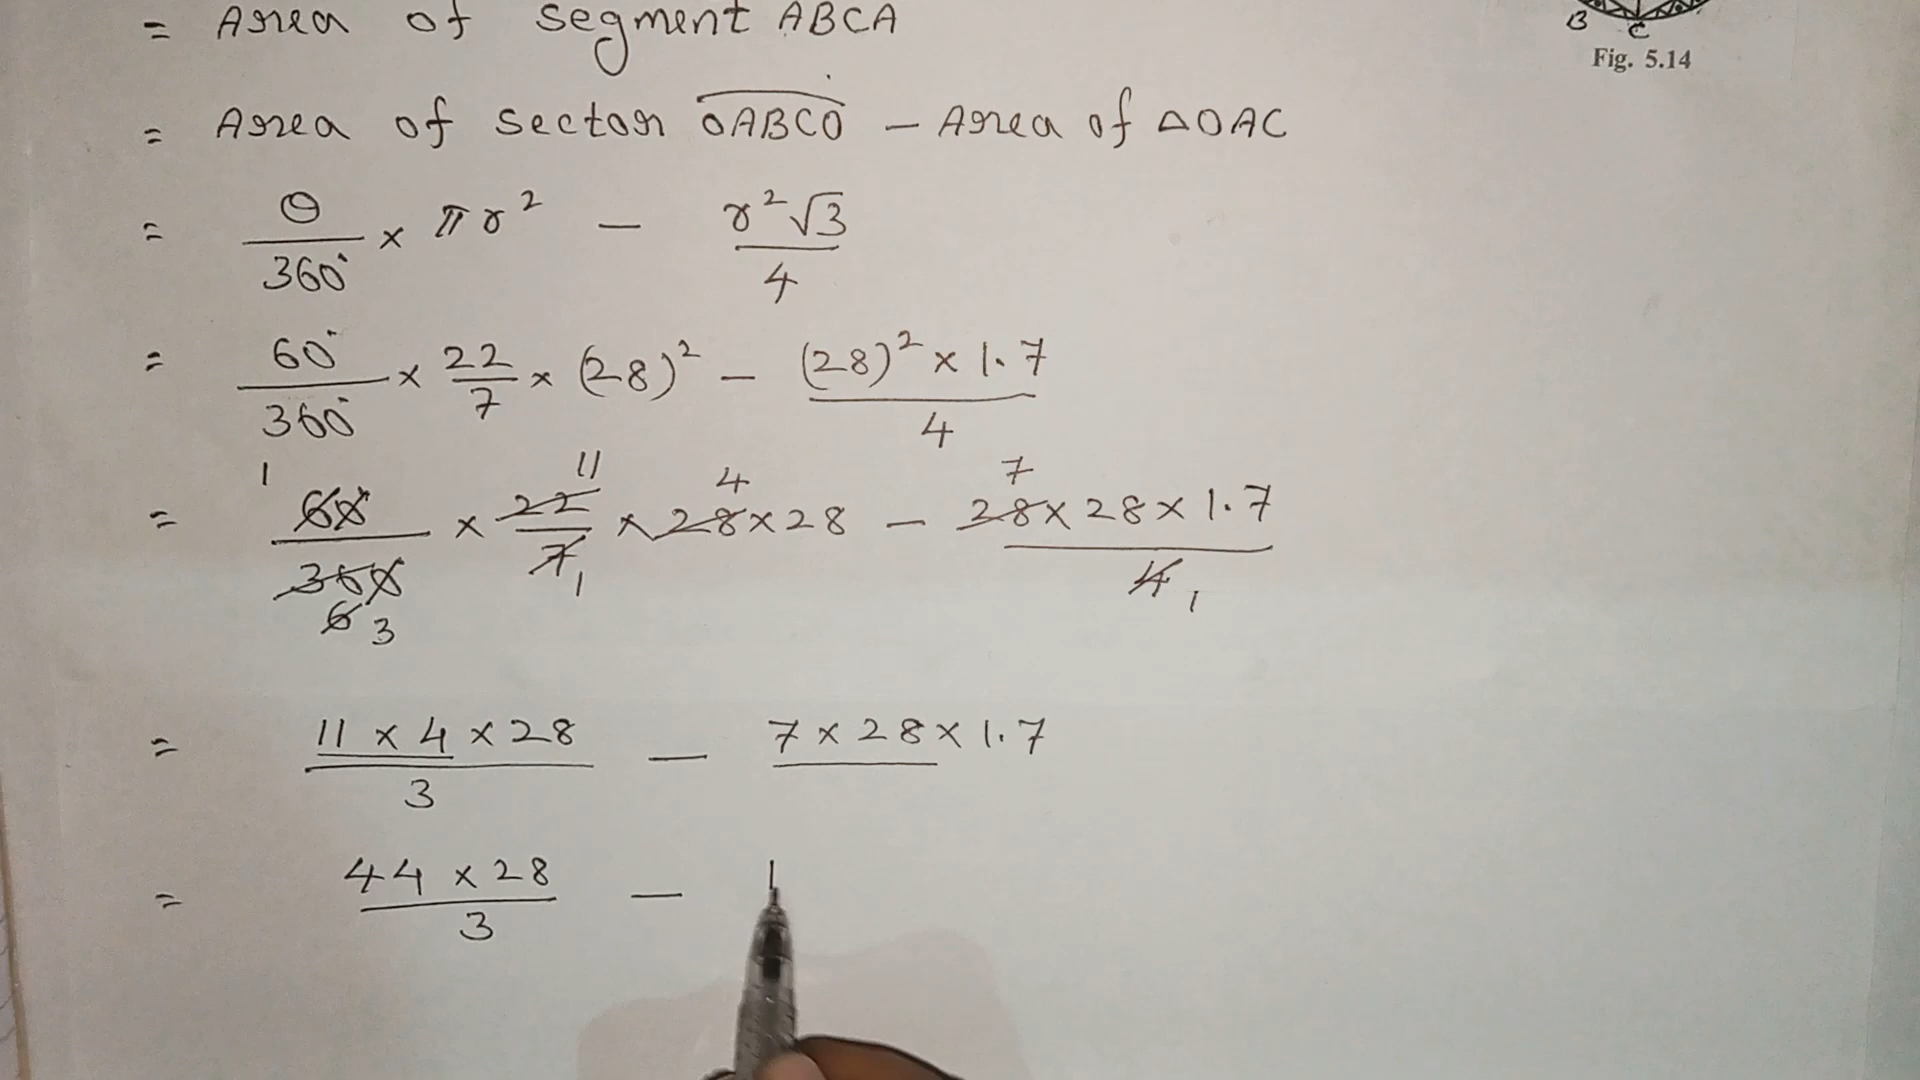 = Area of segment ABCA
B
C
Fig. 5.14
= Area of sector OABCO − Area of △OAC
= θ/360° × πr² − r²√3/4
= 60°/360° × 22/7 × (28)² − (28)² × 1.7/4
1 11 4 7
= 60/360 × 22/7 × 28×28 − 28×28×1.7/4
1 1
6 3
= 11 × 4 × 28/3 − 7 × 28 × 1.7
= 44 × 28/3 − 1